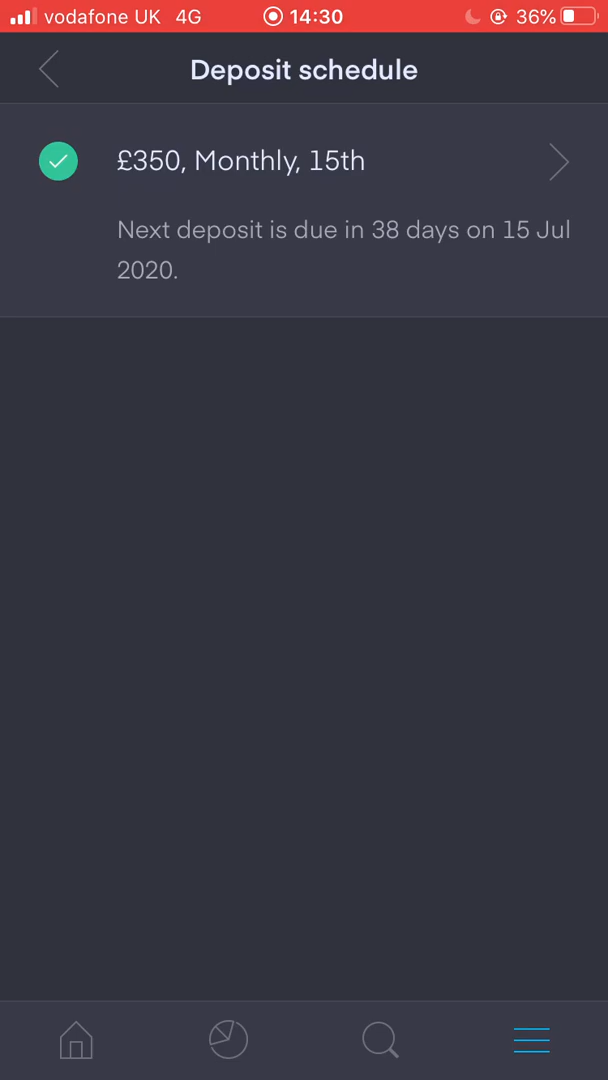 vodafone UK 4G 14:30 36%
Deposit schedule
£350, Monthly, 15th
Next deposit is due in 38 days on 15 Jul
2020.